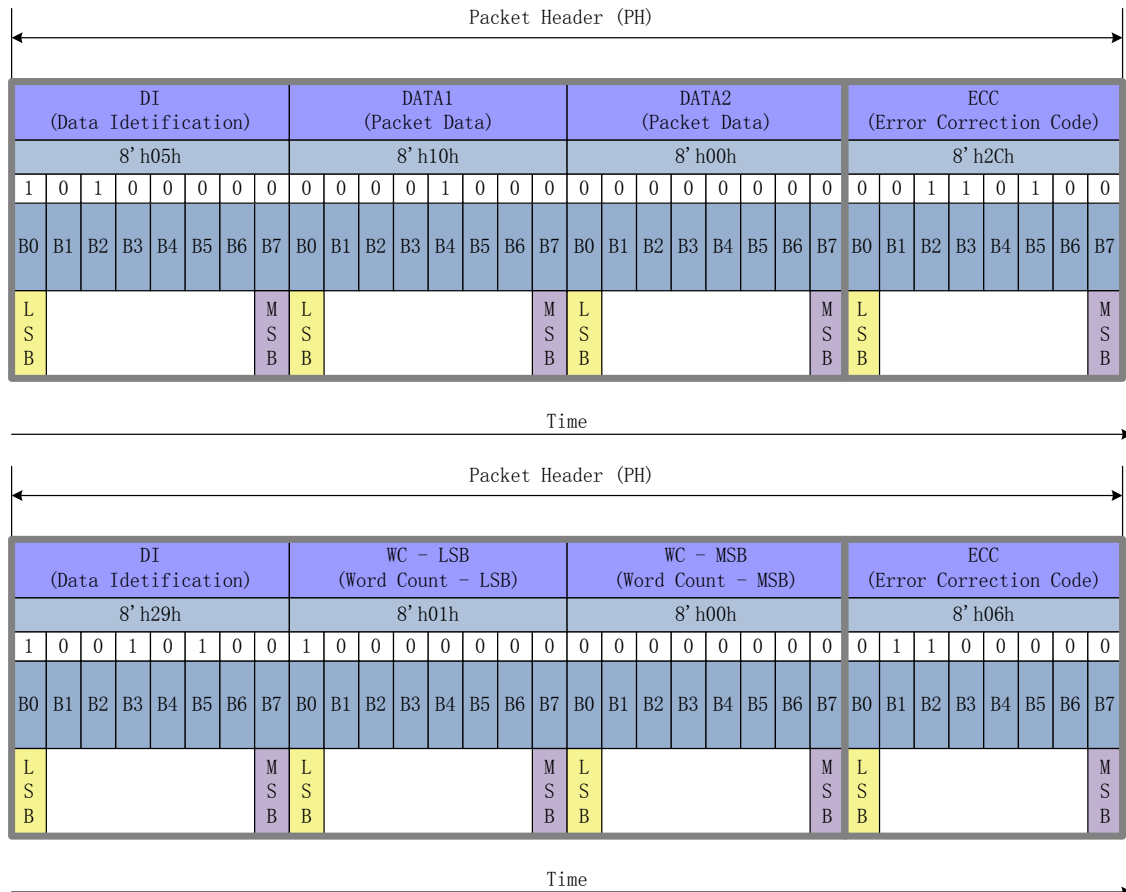 Packet Header (PH)
DI DATA1 DATA2 ECC
(Data Idetification) (Packet Data) (Packet Data) (Error Correction Code)
8'h05h 8'h10h 8'h00h 8'h2Ch
1 0 1 0 0 0 0 0 0 0 0 0 1 0 0 0 0 0 0 0 0 0 0 0 0 0 1 1 0 1 0 0
B0 B1 B2 B3 B4 B5 B6 B7 B0 B1 B2 B3 B4 B5 B6 B7 B0 B1 B2 B3 B4 B5 B6 B7 B0 B1 B2 B3 B4 B5 B6 B7
L M L M L M L M
S S S S S S S S
B B B B B B B B
Time
Packet Header (PH)
DI WC - LSB WC - MSB ECC
(Data Idetification) (Word Count - LSB) (Word Count - MSB) (Error Correction Code)
8'h29h 8'h01h 8'h00h 8'h06h
1 0 0 1 0 1 0 0 1 0 0 0 0 0 0 0 0 0 0 0 0 0 0 0 0 1 1 0 0 0 0 0
B0 B1 B2 B3 B4 B5 B6 B7 B0 B1 B2 B3 B4 B5 B6 B7 B0 B1 B2 B3 B4 B5 B6 B7 B0 B1 B2 B3 B4 B5 B6 B7
L M L M L M L M
S S S S S S S S
B B B B B B B B
Time